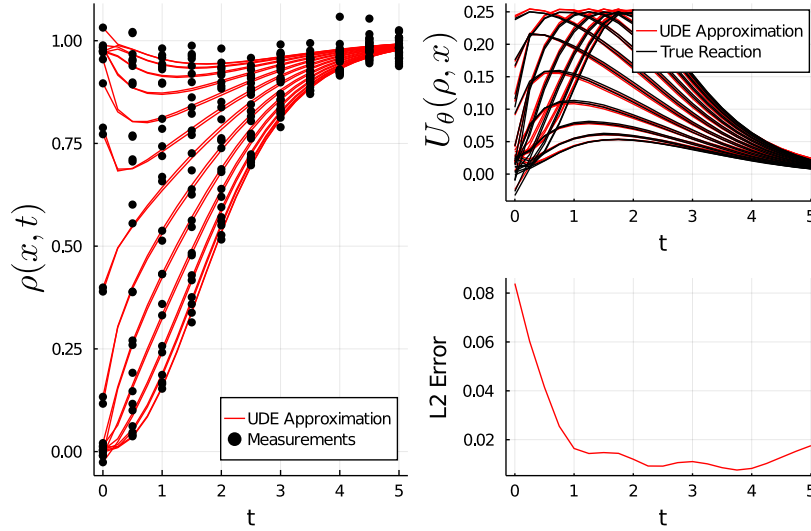 1.00
0.75
0.50
0.25
0.00
ρ(x, t)
0 1 2 3 4 5
t
UDE Approximation
Measurements
0.25
0.20
0.15
0.10
0.05
0.00
U_θ(ρ, x)
0 1 2 3 4 5
t
UDE Approximation
True Reaction
0.08
0.06
0.04
0.02
L2 Error
0 1 2 3 4 5
t